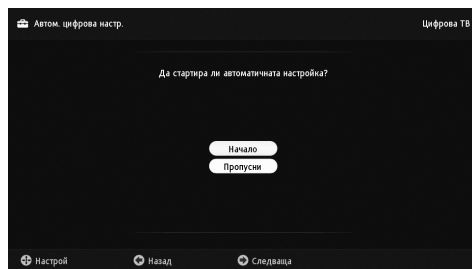 Автом. цифрова настр.
Цифрова ТВ
Да стартира ли автоматичната настройка?
Начало
Пропусни
Настрой
Назад
Следваща